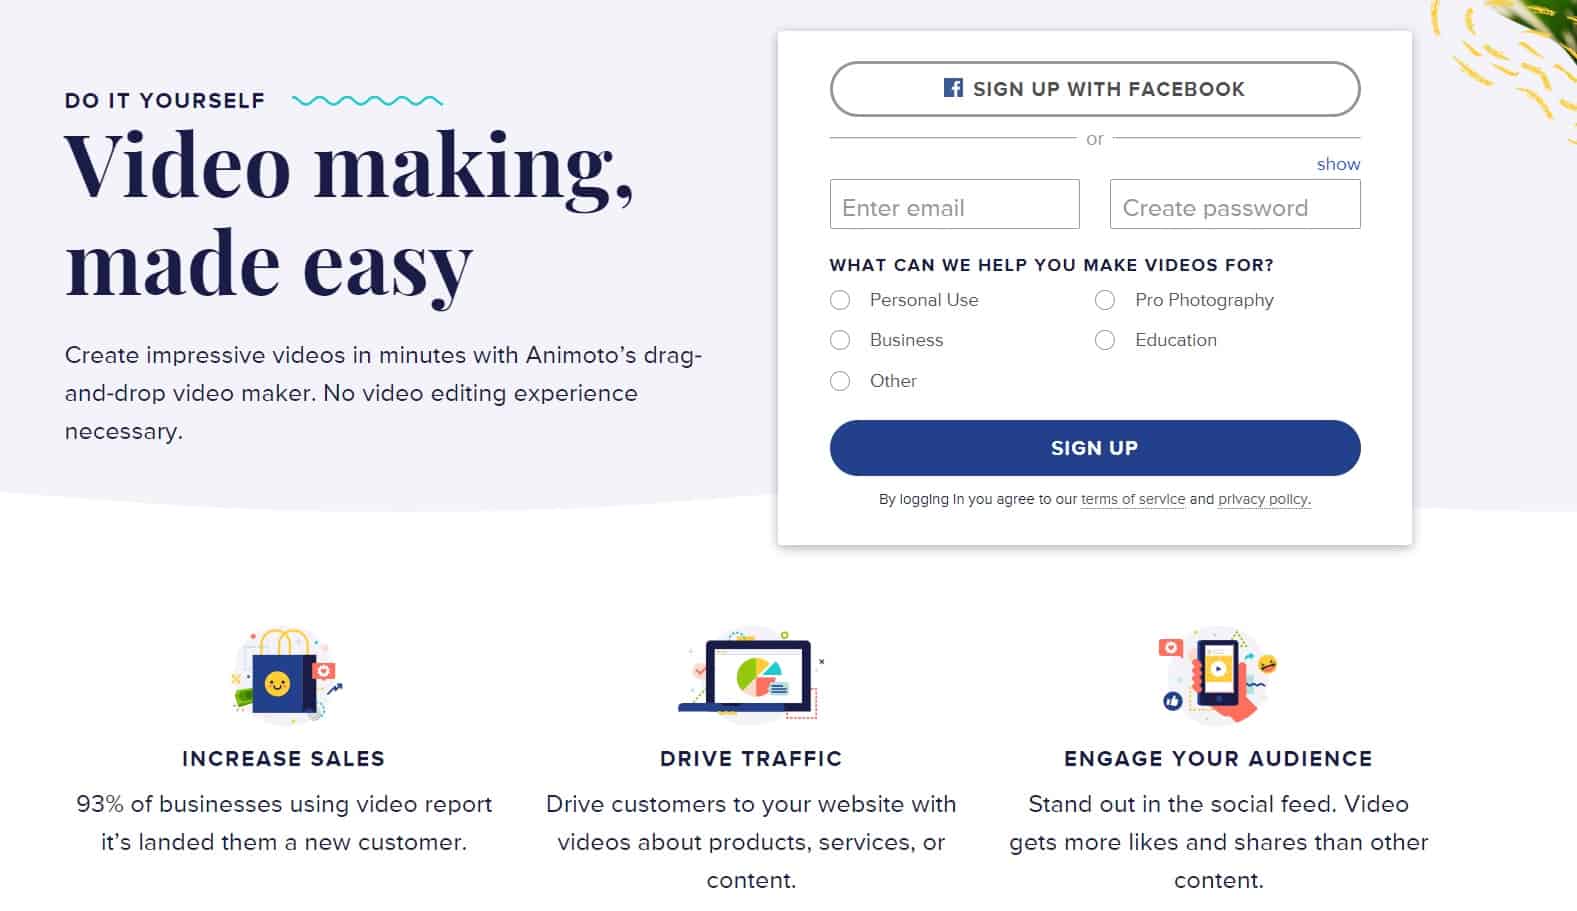 DO IT YOURSELF
Video making,
made easy
Create impressive videos in minutes with Animoto’s drag-
and-drop video maker. No video editing experience
necessary.
SIGN UP WITH FACEBOOK
or
show
Enter email
Create password
WHAT CAN WE HELP YOU MAKE VIDEOS FOR?
Personal Use
Pro Photography
Business
Education
Other
SIGN UP
By logging in you agree to our terms of service and privacy policy.
INCREASE SALES
93% of businesses using video report
it’s landed them a new customer.
DRIVE TRAFFIC
Drive customers to your website with
videos about products, services, or
content.
ENGAGE YOUR AUDIENCE
Stand out in the social feed. Video
gets more likes and shares than other
content.